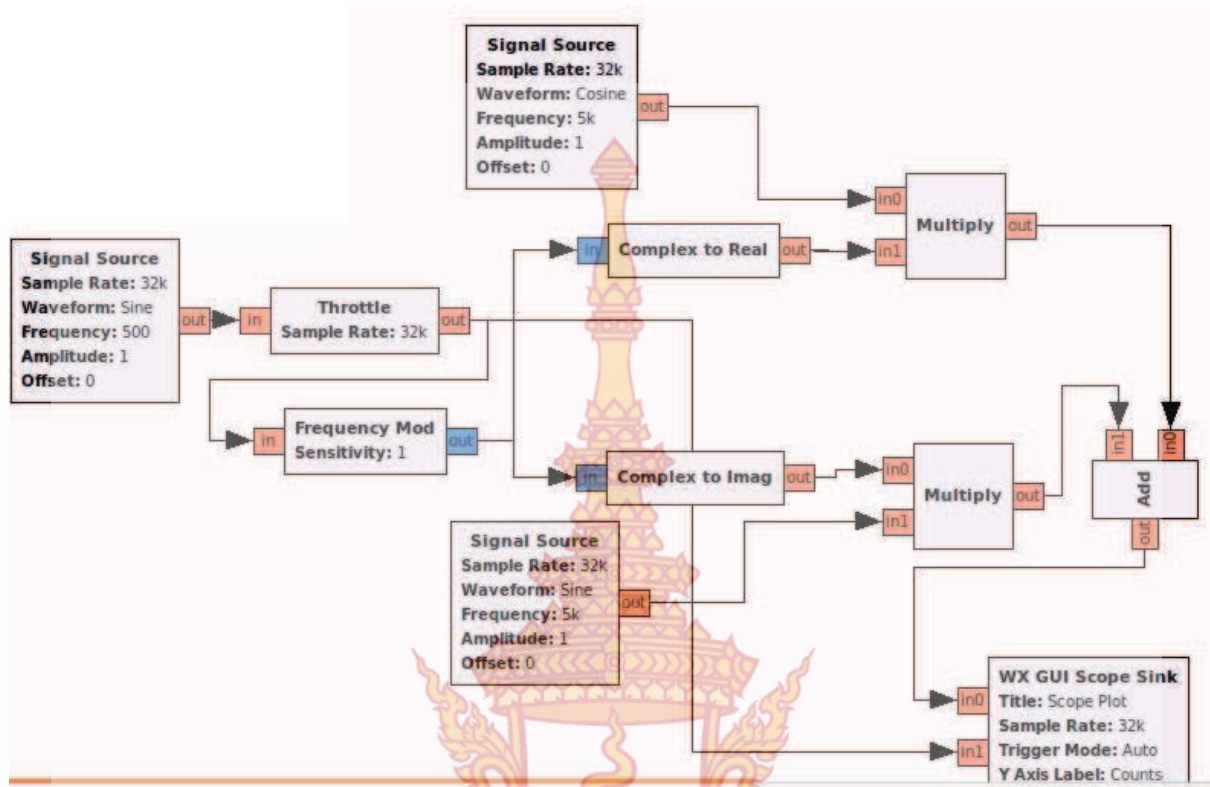 Signal Source
Sample Rate: 32k
Waveform: Cosine
Frequency: 5k
Amplitude: 1
Offset: 0
out
in0
in1
Multiply
out
in
Complex to Real
out
Signal Source
Sample Rate: 32k
Waveform: Sine
Frequency: 500
Amplitude: 1
Offset: 0
out
in
Throttle
Sample Rate: 32k
out
in
Frequency Mod
Sensitivity: 1
out
in
Complex to Imag
out
in0
in1
Multiply
out
in1
in0
Add
out
Signal Source
Sample Rate: 32k
Waveform: Sine
Frequency: 5k
Amplitude: 1
Offset: 0
out
in0
in1
WX GUI Scope Sink
Title: Scope Plot
Sample Rate: 32k
Trigger Mode: Auto
Y Axis Label: Counts